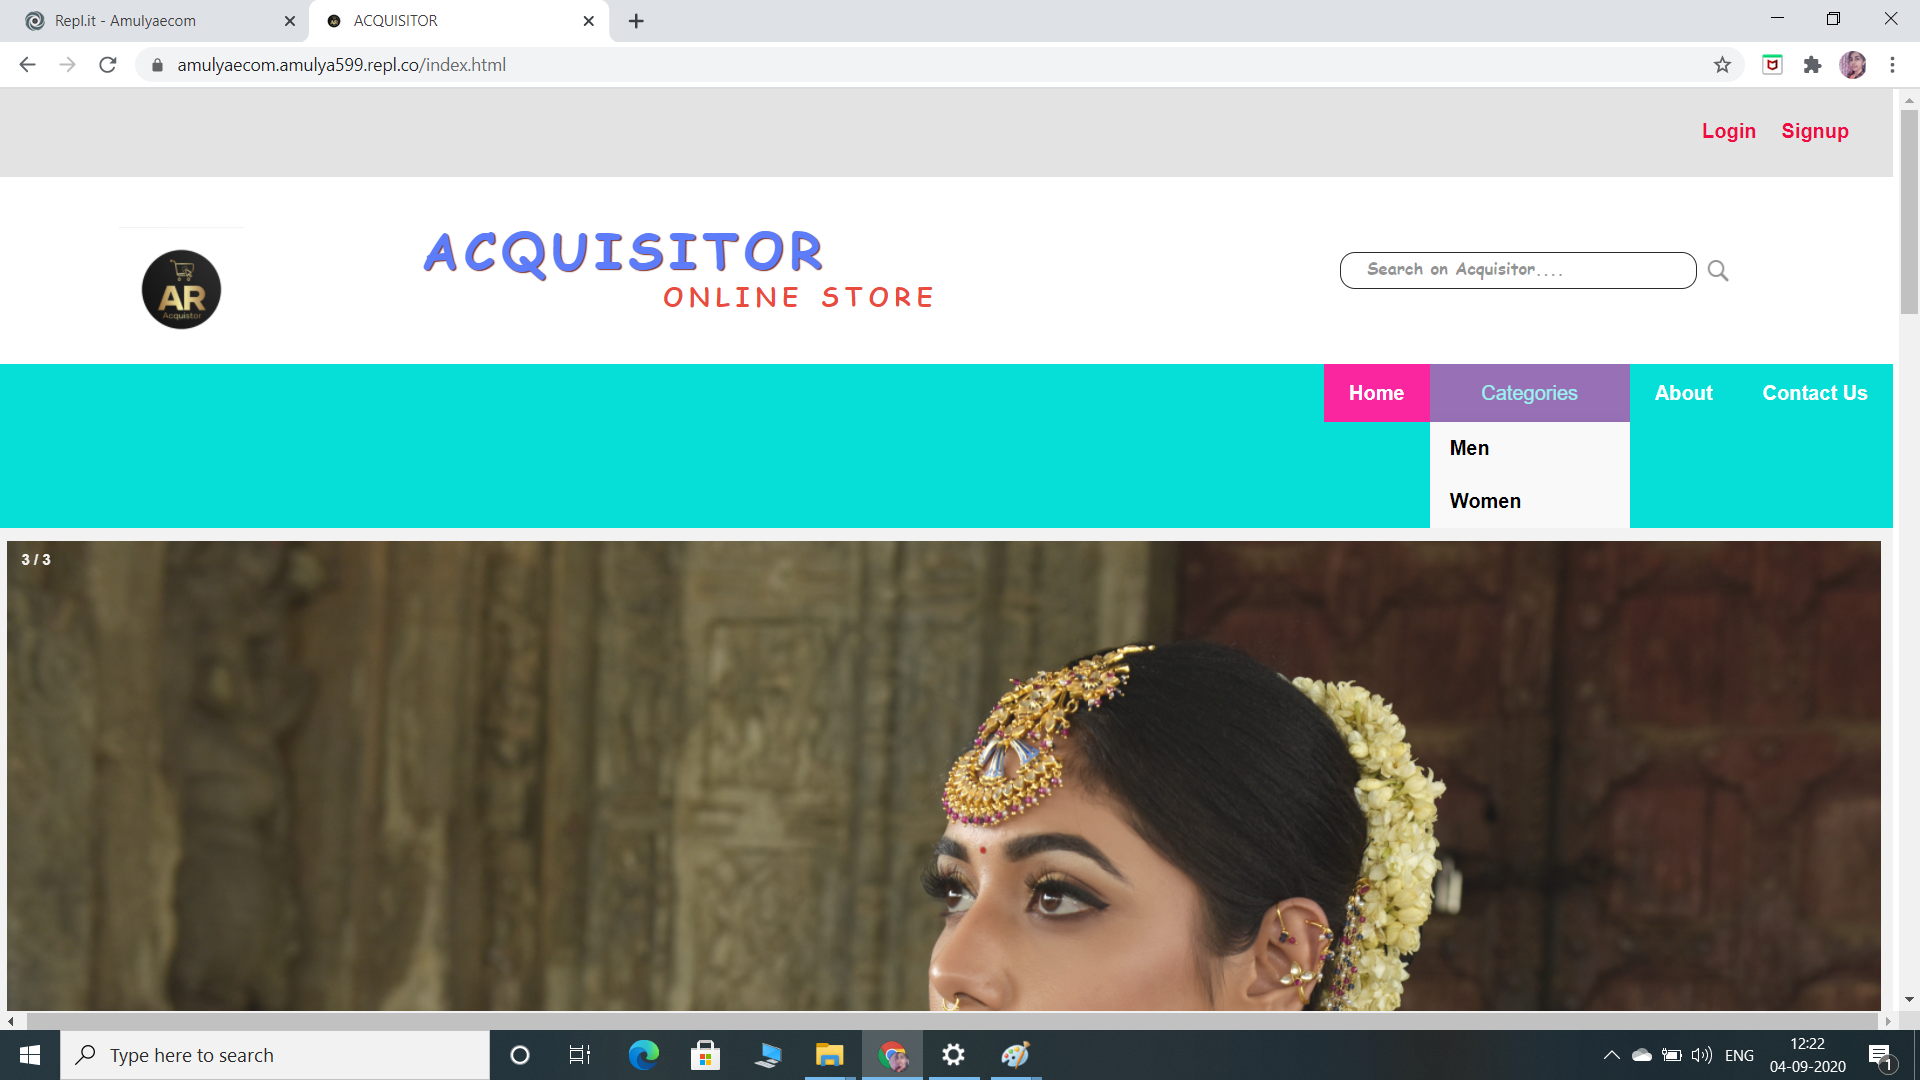 Repl.it - Amulyaecom
ACQUISITOR
amulyaecom.amulya599.repl.co/index.html
Login Signup
AR
Acquistor
ACQUISITOR
ONLINE STORE
Search on Acquisitor....
Home Categories About Contact Us
Men
Women
3 / 3
Type here to search
ENG
12:22
04-09-2020
1